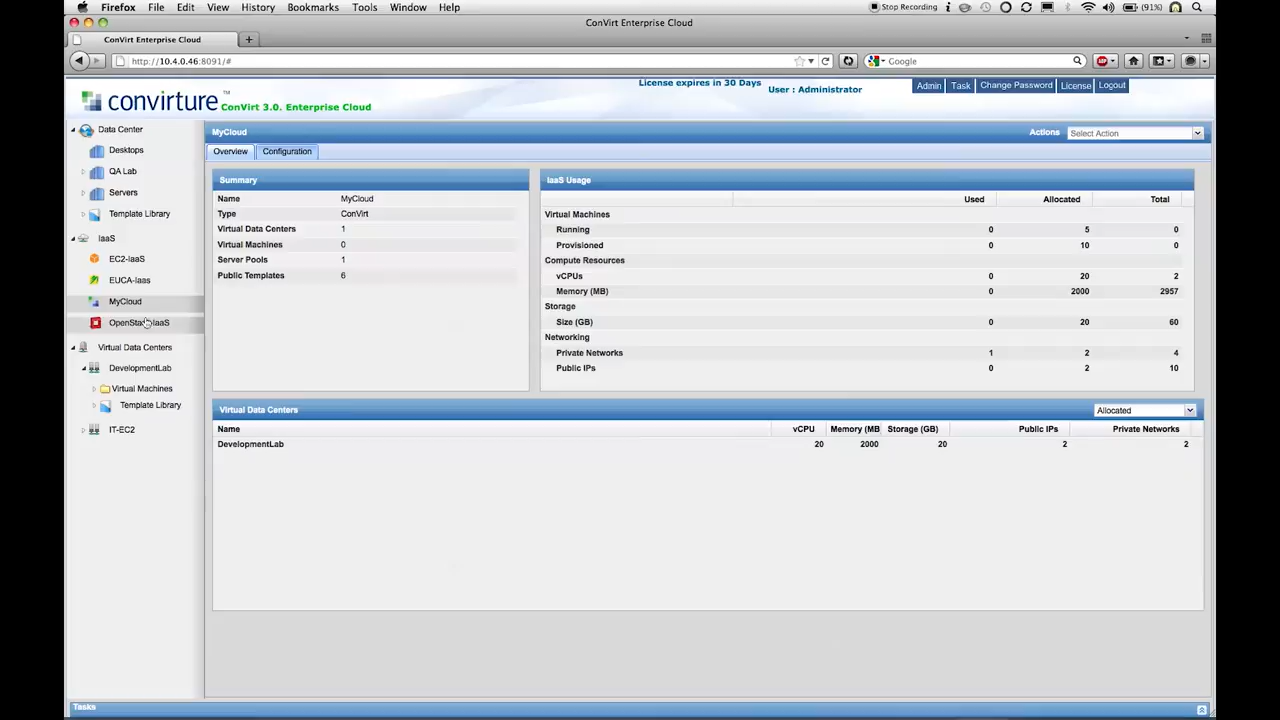 Firefox File Edit View History Bookmarks Tools Window Help Stop Recording (91%)
ConVirt Enterprise Cloud
ConVirt Enterprise Cloud
http://10.4.0.46:8091/# Google
License expires in 30 Days User : Administrator Admin Task Change Password License Logout
convirture™ ConVirt 3.0. Enterprise Cloud
Data Center
Desktops
QA Lab
Servers
Template Library
IaaS
EC2-IaaS
EUCA-Iaas
MyCloud
Virtual Data Centers
DevelopmentLab
Virtual Machines
Template Library
IT-EC2
MyCloud Actions Select Action
Overview Configuration
Summary
Name MyCloud
Type ConVirt
Virtual Data Centers 1
Virtual Machines 0
Server Pools 1
Public Templates 6
IaaS Usage
Used Allocated Total
Virtual Machines
Running 0 5 0
Provisioned 0 10 0
Compute Resources
vCPUs 0 20 2
Memory (MB) 0 2000 2957
Storage
Size (GB) 0 20 60
Networking
Private Networks 1 2 4
Public IPs 0 2 10
Virtual Data Centers Allocated
Name vCPU Memory (MB Storage (GB) Public IPs Private Networks
DevelopmentLab 20 2000 20 2 2
Tasks